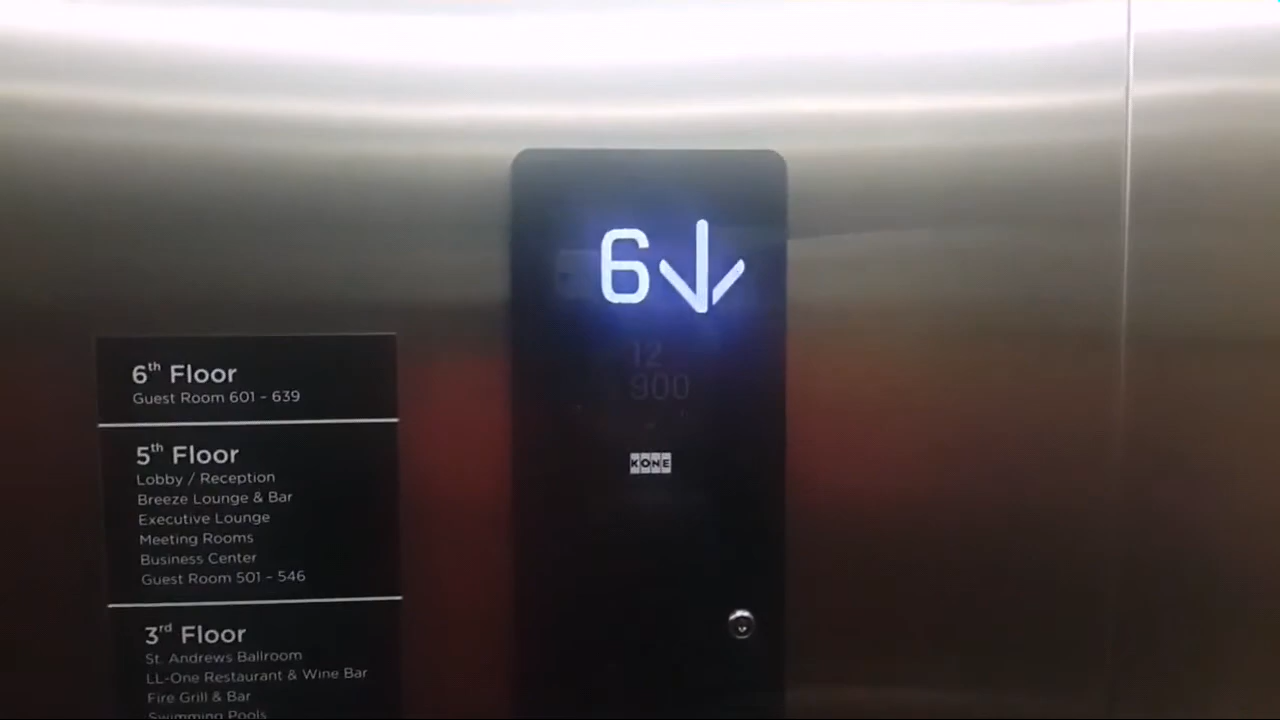 6
12
900
KONE
6th Floor
Guest Room 601 - 639
5th Floor
Lobby / Reception
Breeze Lounge & Bar
Executive Lounge
Meeting Rooms
Business Center
Guest Room 501 - 546
3rd Floor
St. Andrews Ballroom
LL-One Restaurant & Wine Bar
Fire Grill & Bar
Swimming Pools